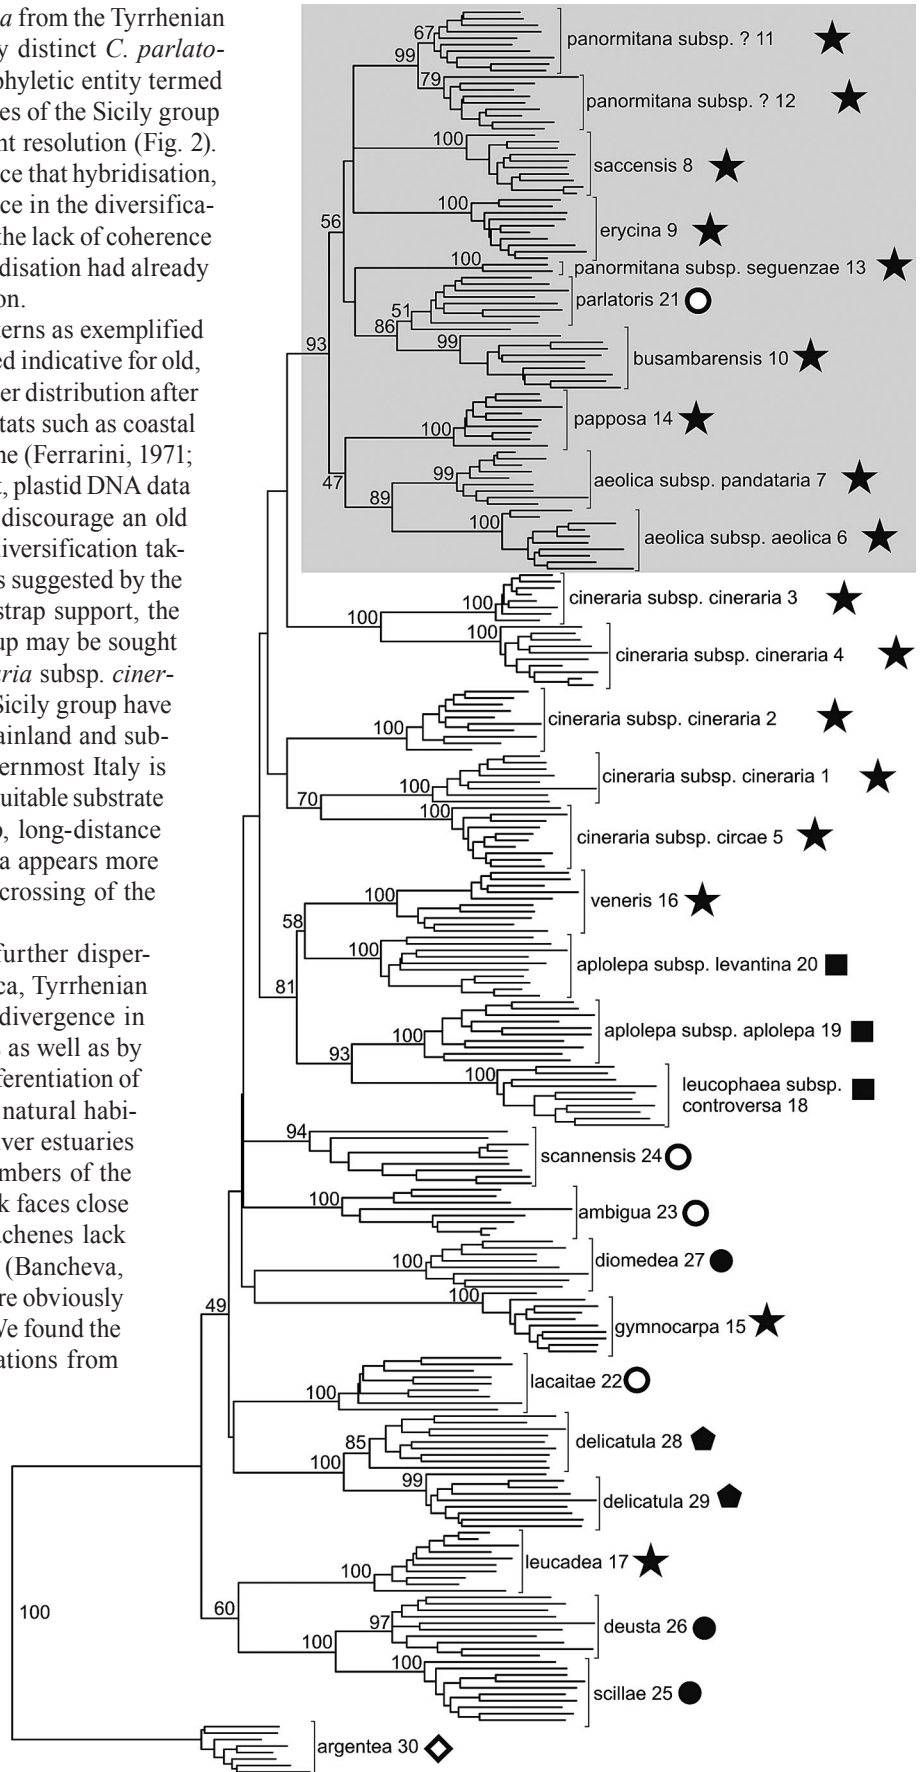 a from the Tyrrhenian
y distinct C. parlato-
phyletic entity termed
es of the Sicily group
nt resolution (Fig. 2).
ce that hybridisation,
ce in the diversifica-
the lack of coherence
disation had already
on.
terns as exemplified
ed indicative for old,
er distribution after
tats such as coastal
ne (Ferrarini, 1971;
t, plastid DNA data
discourage an old
diversification tak-
s suggested by the
strap support, the
up may be sought
aria subsp. ciner-
Sicily group have
ainland and sub-
ernmost Italy is
uitable substrate
o, long-distance
a appears more
crossing of the
further disper-
ca, Tyrrhenian
divergence in
s as well as by
fferentiation of
natural habi-
ver estuaries
mbers of the
k faces close
achenes lack
(Bancheva,
re obviously
We found the
ations from
67
panormitana subsp. ? 11
99
79
panormitana subsp. ? 12
100
saccensis 8
100
56
erycina 9
100
panormitana subsp. seguenzae 13
parlatoris 21
51
86
93
99
busambarensis 10
papposa 14
100
47
99
aeolica subsp. pandataria 7
89
100
aeolica subsp. aeolica 6
100
cineraria subsp. cineraria 3
100
100
cineraria subsp. cineraria 4
100
cineraria subsp. cineraria 2
100
cineraria subsp. cineraria 1
70
100
cineraria subsp. circae 5
100
veneris 16
58
100
aplolepa subsp. levantina 20
81
100
aplolepa subsp. aplolepa 19
93
100
leucophaea subsp.
controversa 18
94
scannensis 24
100
ambigua 23
100
diomedea 27
100
49
gymnocarpa 15
100
lacaitae 22
85
delicatula 28
100
99
delicatula 29
100
leucadea 17
60
97
deusta 26
100
100
scillae 25
100
argentea 30